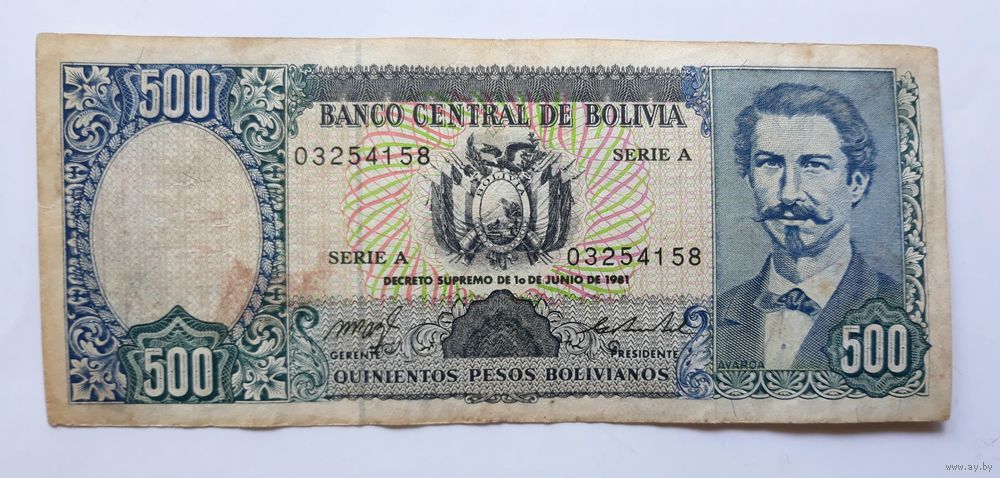 500
BANCO CENTRAL DE BOLIVIA
03254158 SERIE A
BOLIVIA
SERIE A 03254158
DECRETO SUPREMO DE 1o DE JUNIO DE 1981
GERENTE PRESIDENTE
500 QUINIENTOS PESOS BOLIVIANOS AVAROA 500
www.ay.by